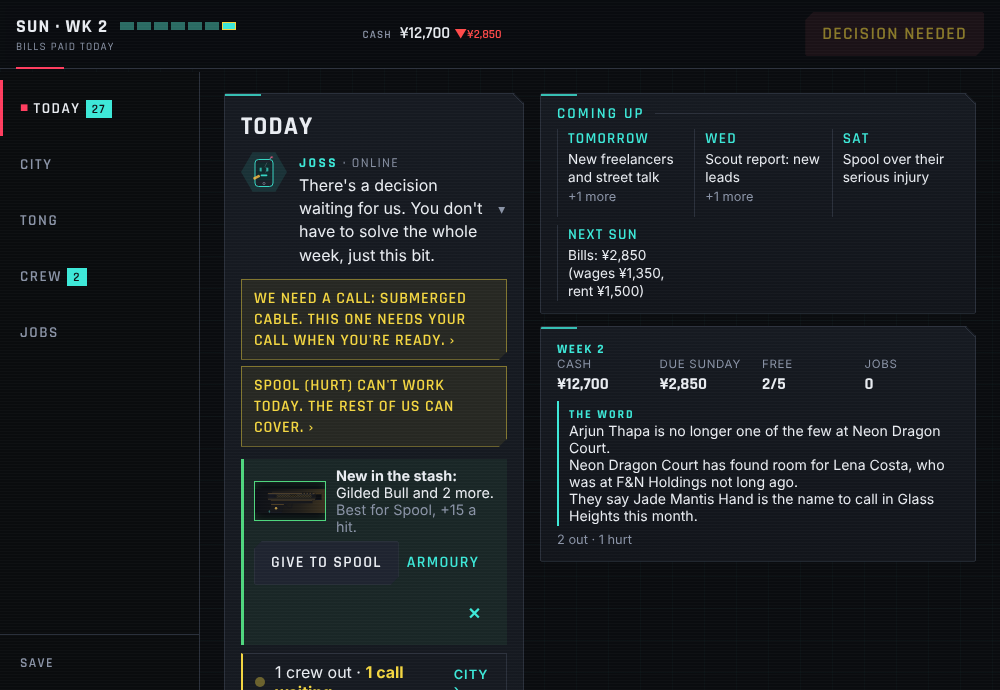 SUN · WK 2
BILLS PAID TODAY
CASH ¥12,700 ▼¥2,850
DECISION NEEDED
TODAY 27
CITY
TONG
CREW 2
JOBS
SAVE
TODAY
JOSS · ONLINE
There's a decision
waiting for us. You don't
have to solve the whole
week, just this bit.
WE NEED A CALL: SUBMERGED
CABLE. THIS ONE NEEDS YOUR
CALL WHEN YOU'RE READY. ›
SPOOL (HURT) CAN'T WORK
TODAY. THE REST OF US CAN
COVER. ›
New in the stash:
Gilded Bull and 2 more.
Best for Spool, +15 a
hit.
GIVE TO SPOOL ARMOURY
×
1 crew out · 1 call
waiting
CITY ›
COMING UP
TOMORROW
New freelancers
and street talk
+1 more
WED
Scout report: new
leads
+1 more
SAT
Spool over their
serious injury
NEXT SUN
Bills: ¥2,850
(wages ¥1,350,
rent ¥1,500)
WEEK 2
CASH DUE SUNDAY FREE JOBS
¥12,700 ¥2,850 2/5 0
THE WORD
Arjun Thapa is no longer one of the few at Neon Dragon
Court.
Neon Dragon Court has found room for Lena Costa, who
was at F&N Holdings not long ago.
They say Jade Mantis Hand is the name to call in Glass
Heights this month.
2 out · 1 hurt